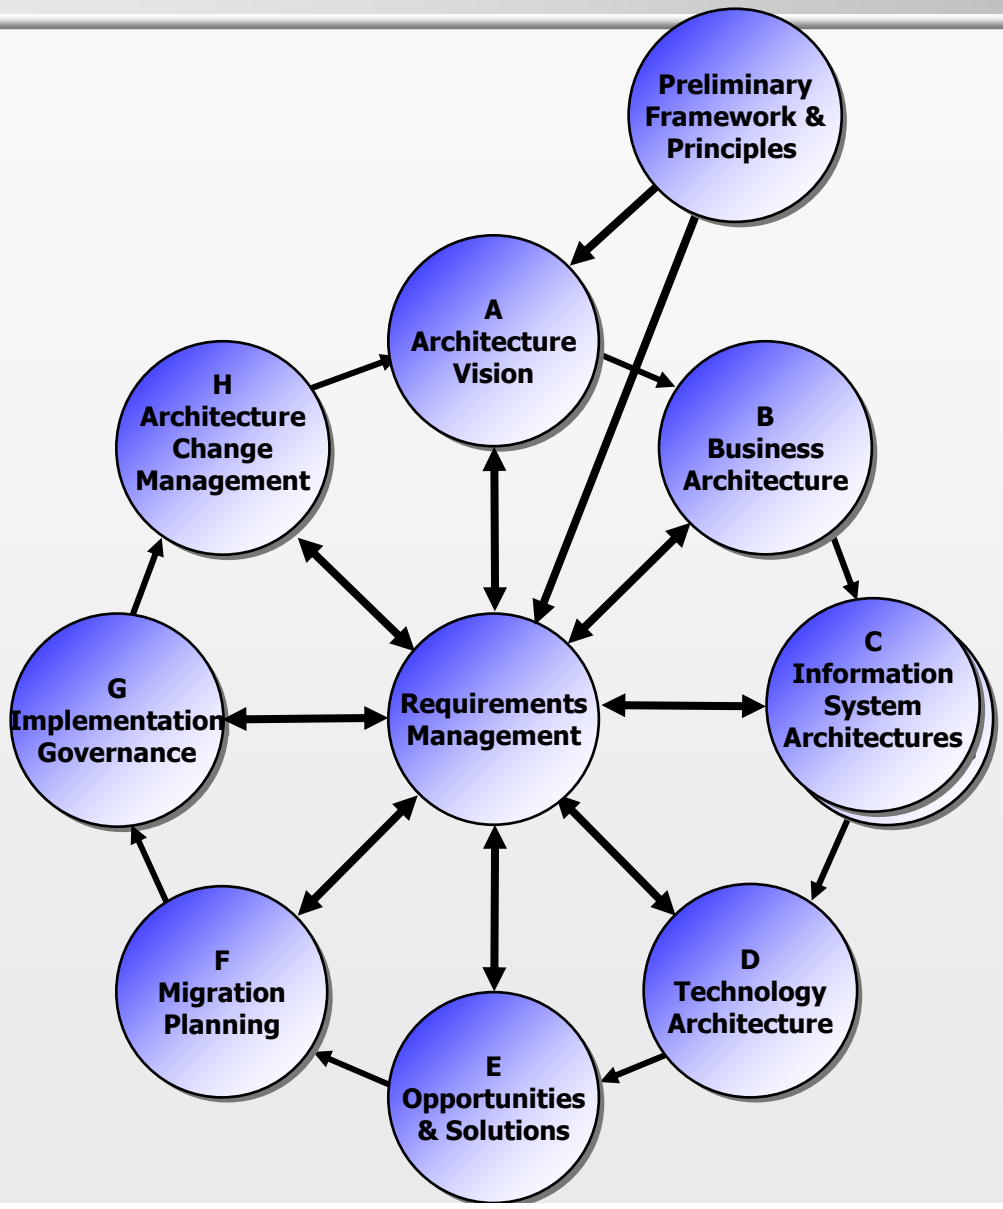 Preliminary
Framework &
Principles
A
Architecture
Vision
B
Business
Architecture
C
Information
System
Architectures
D
Technology
Architecture
E
Opportunities
& Solutions
F
Migration
Planning
G
Implementation
Governance
H
Architecture
Change
Management
Requirements
Management